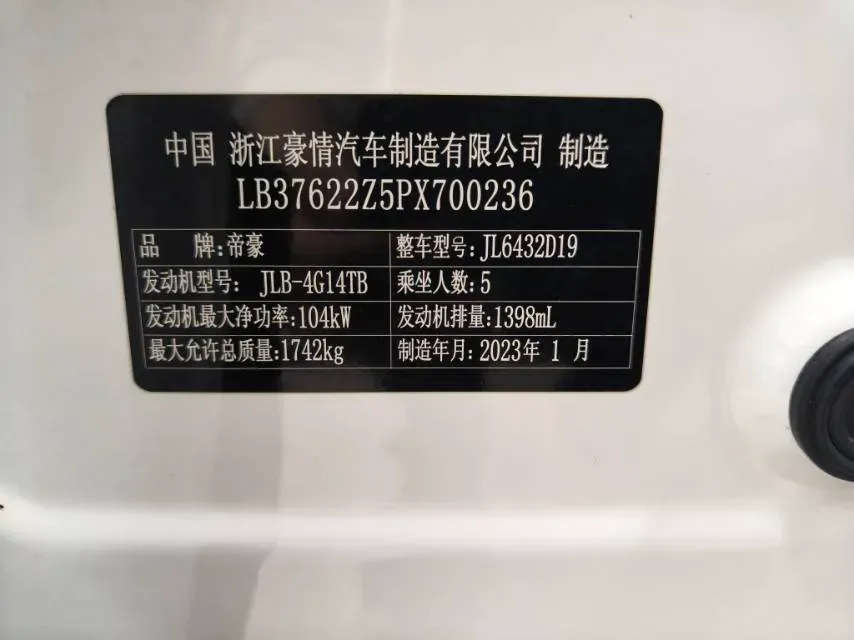 中国 浙江豪情汽车制造有限公司 制造
LB37622Z5PX700236
品 牌:帝豪 整车型号:JL6432D19
发动机型号: JLB-4G14TB 乘坐人数:5
发动机最大净功率:104kW 发动机排量:1398mL
最大允许总质量:1742kg 制造年月:2023年 1 月